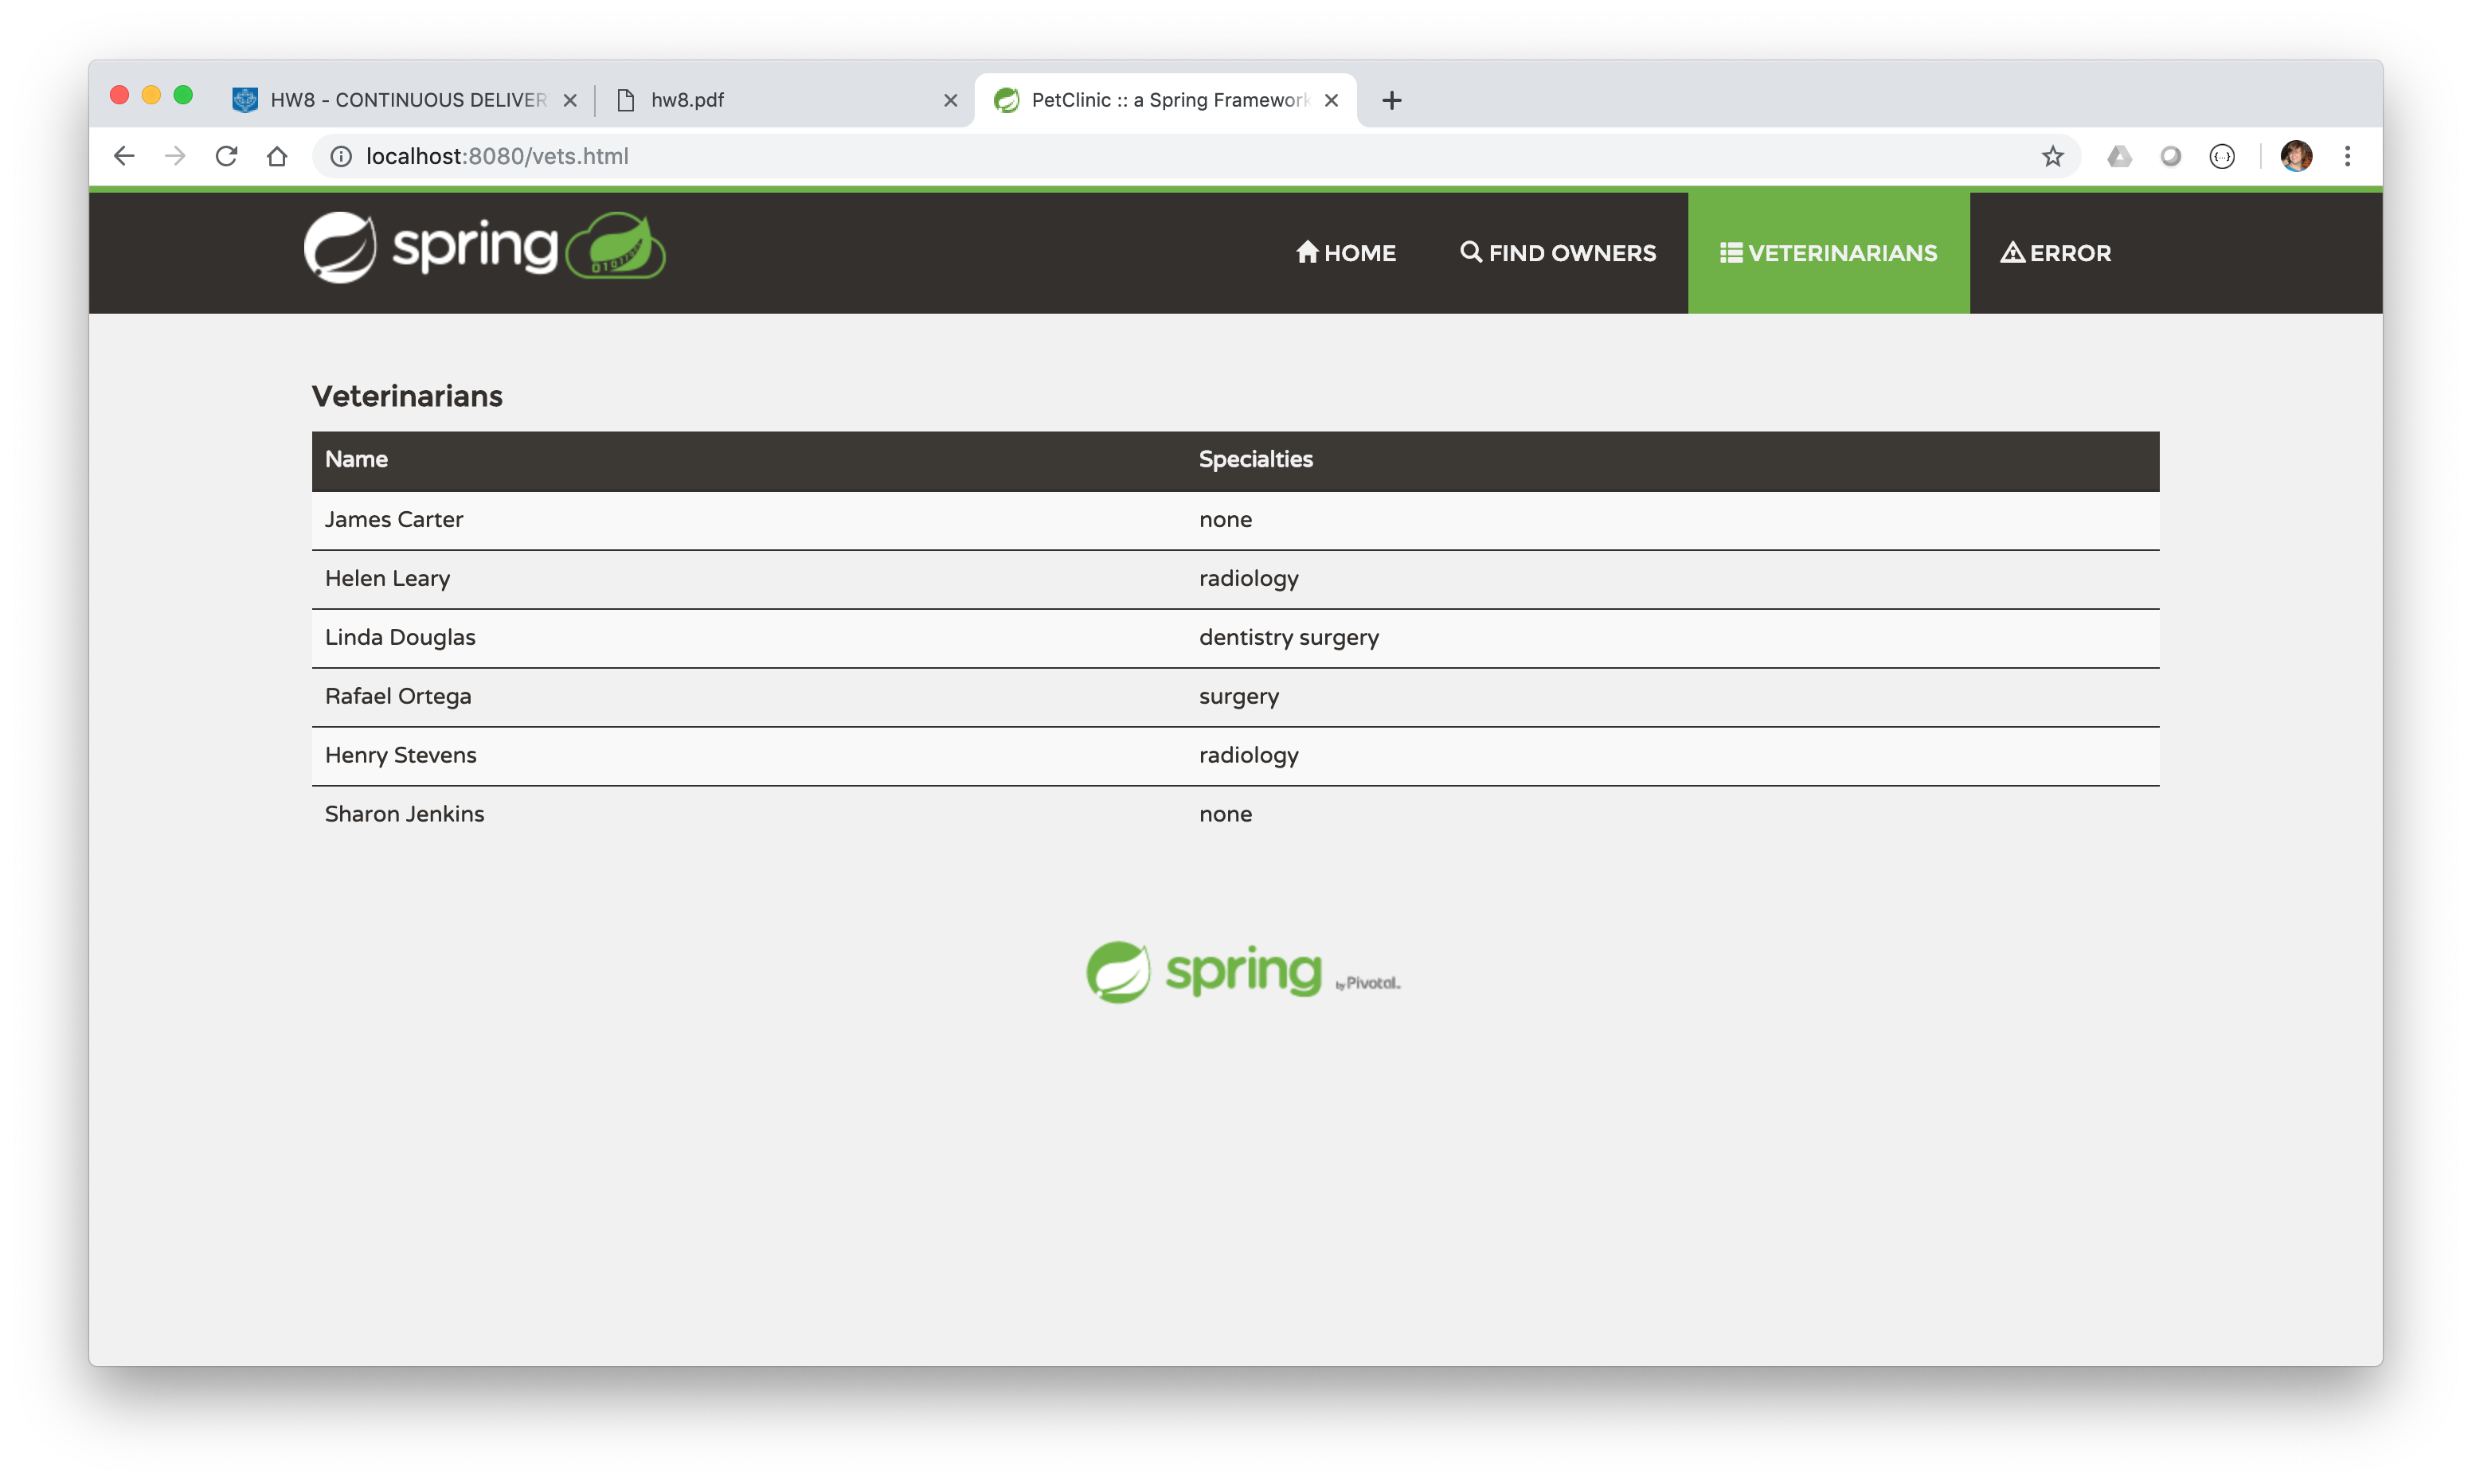 HW8 - CONTINUOUS DELIVER
hw8.pdf
PetClinic :: a Spring Framework
localhost:8080/vets.html
{...}
spring
HOME
FIND OWNERS
VETERINARIANS
ERROR
Veterinarians
Name Specialties
James Carter none
Helen Leary radiology
Linda Douglas dentistry surgery
Rafael Ortega surgery
Henry Stevens radiology
Sharon Jenkins none
spring by Pivotal